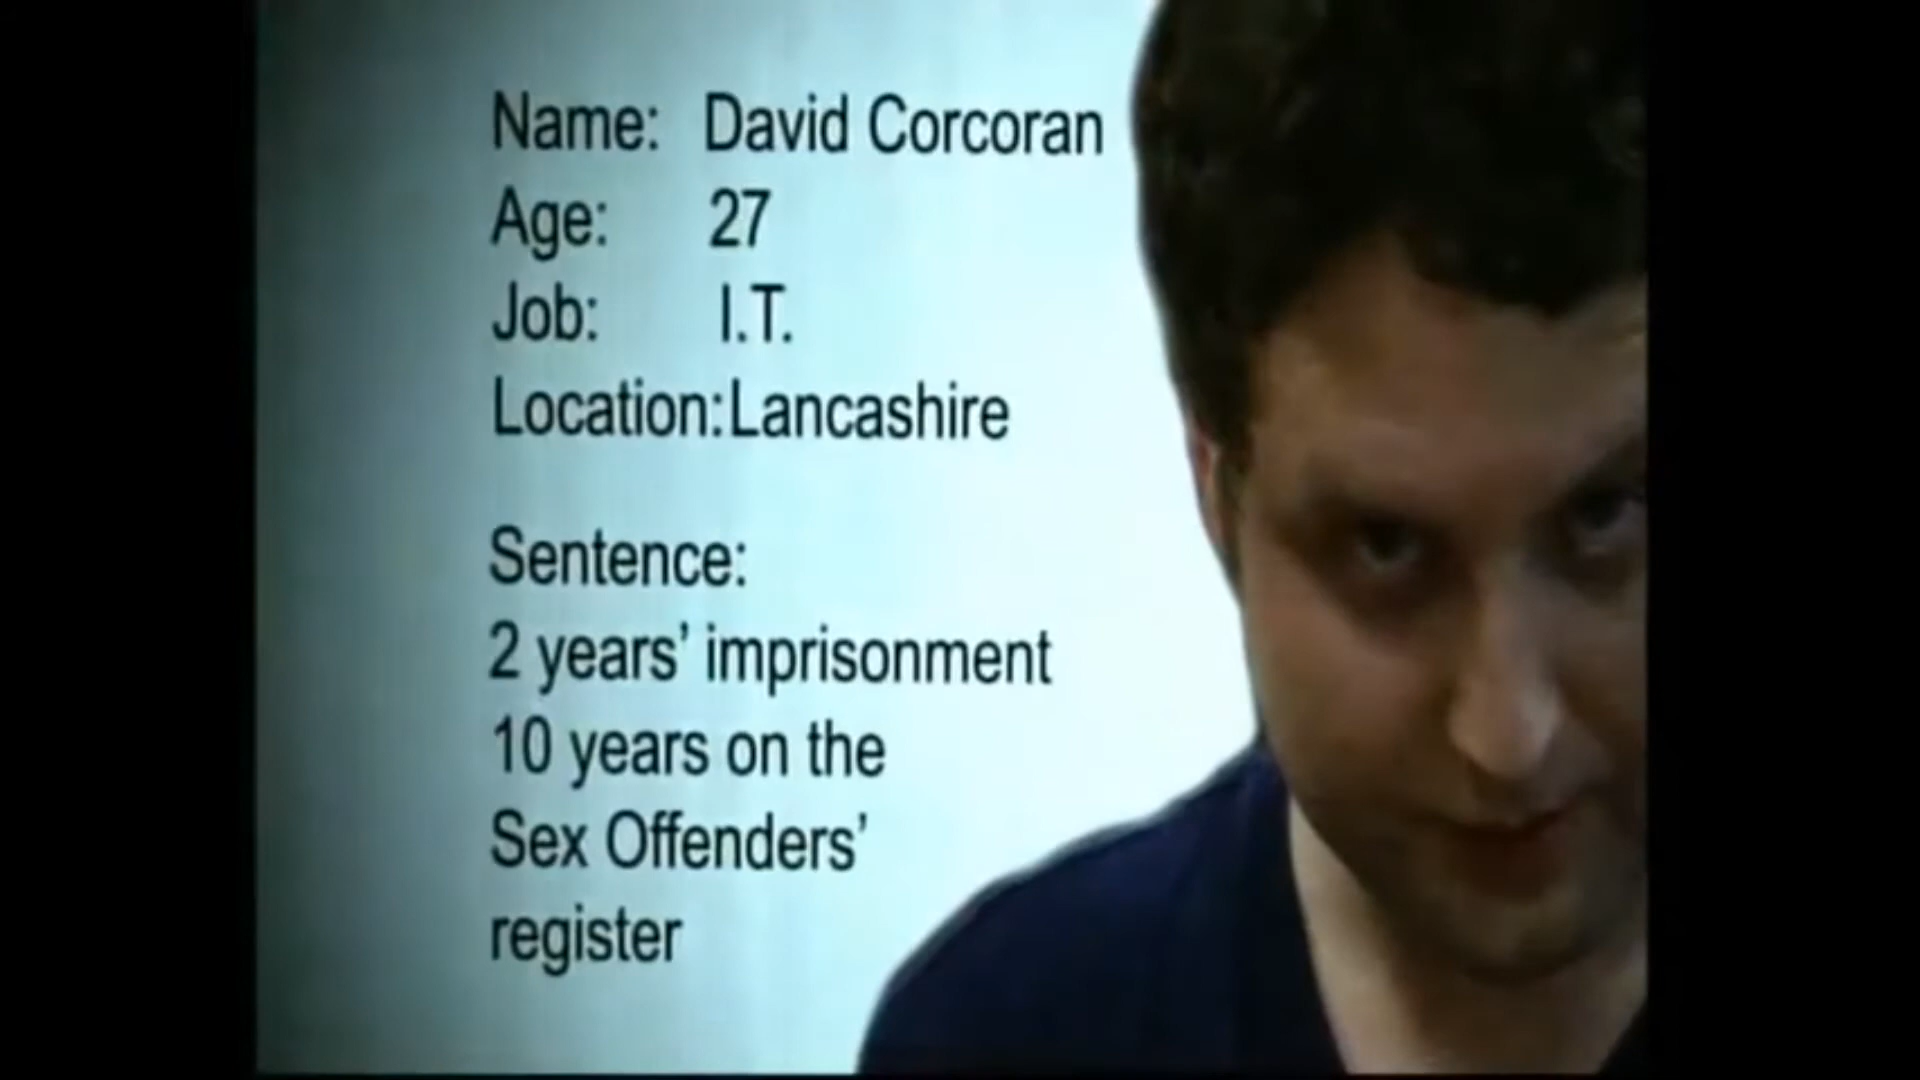 Name: David Corcoran
Age: 27
Job: I.T.
Location:Lancashire
Sentence:
2 years' imprisonment
10 years on the
Sex Offenders'
register